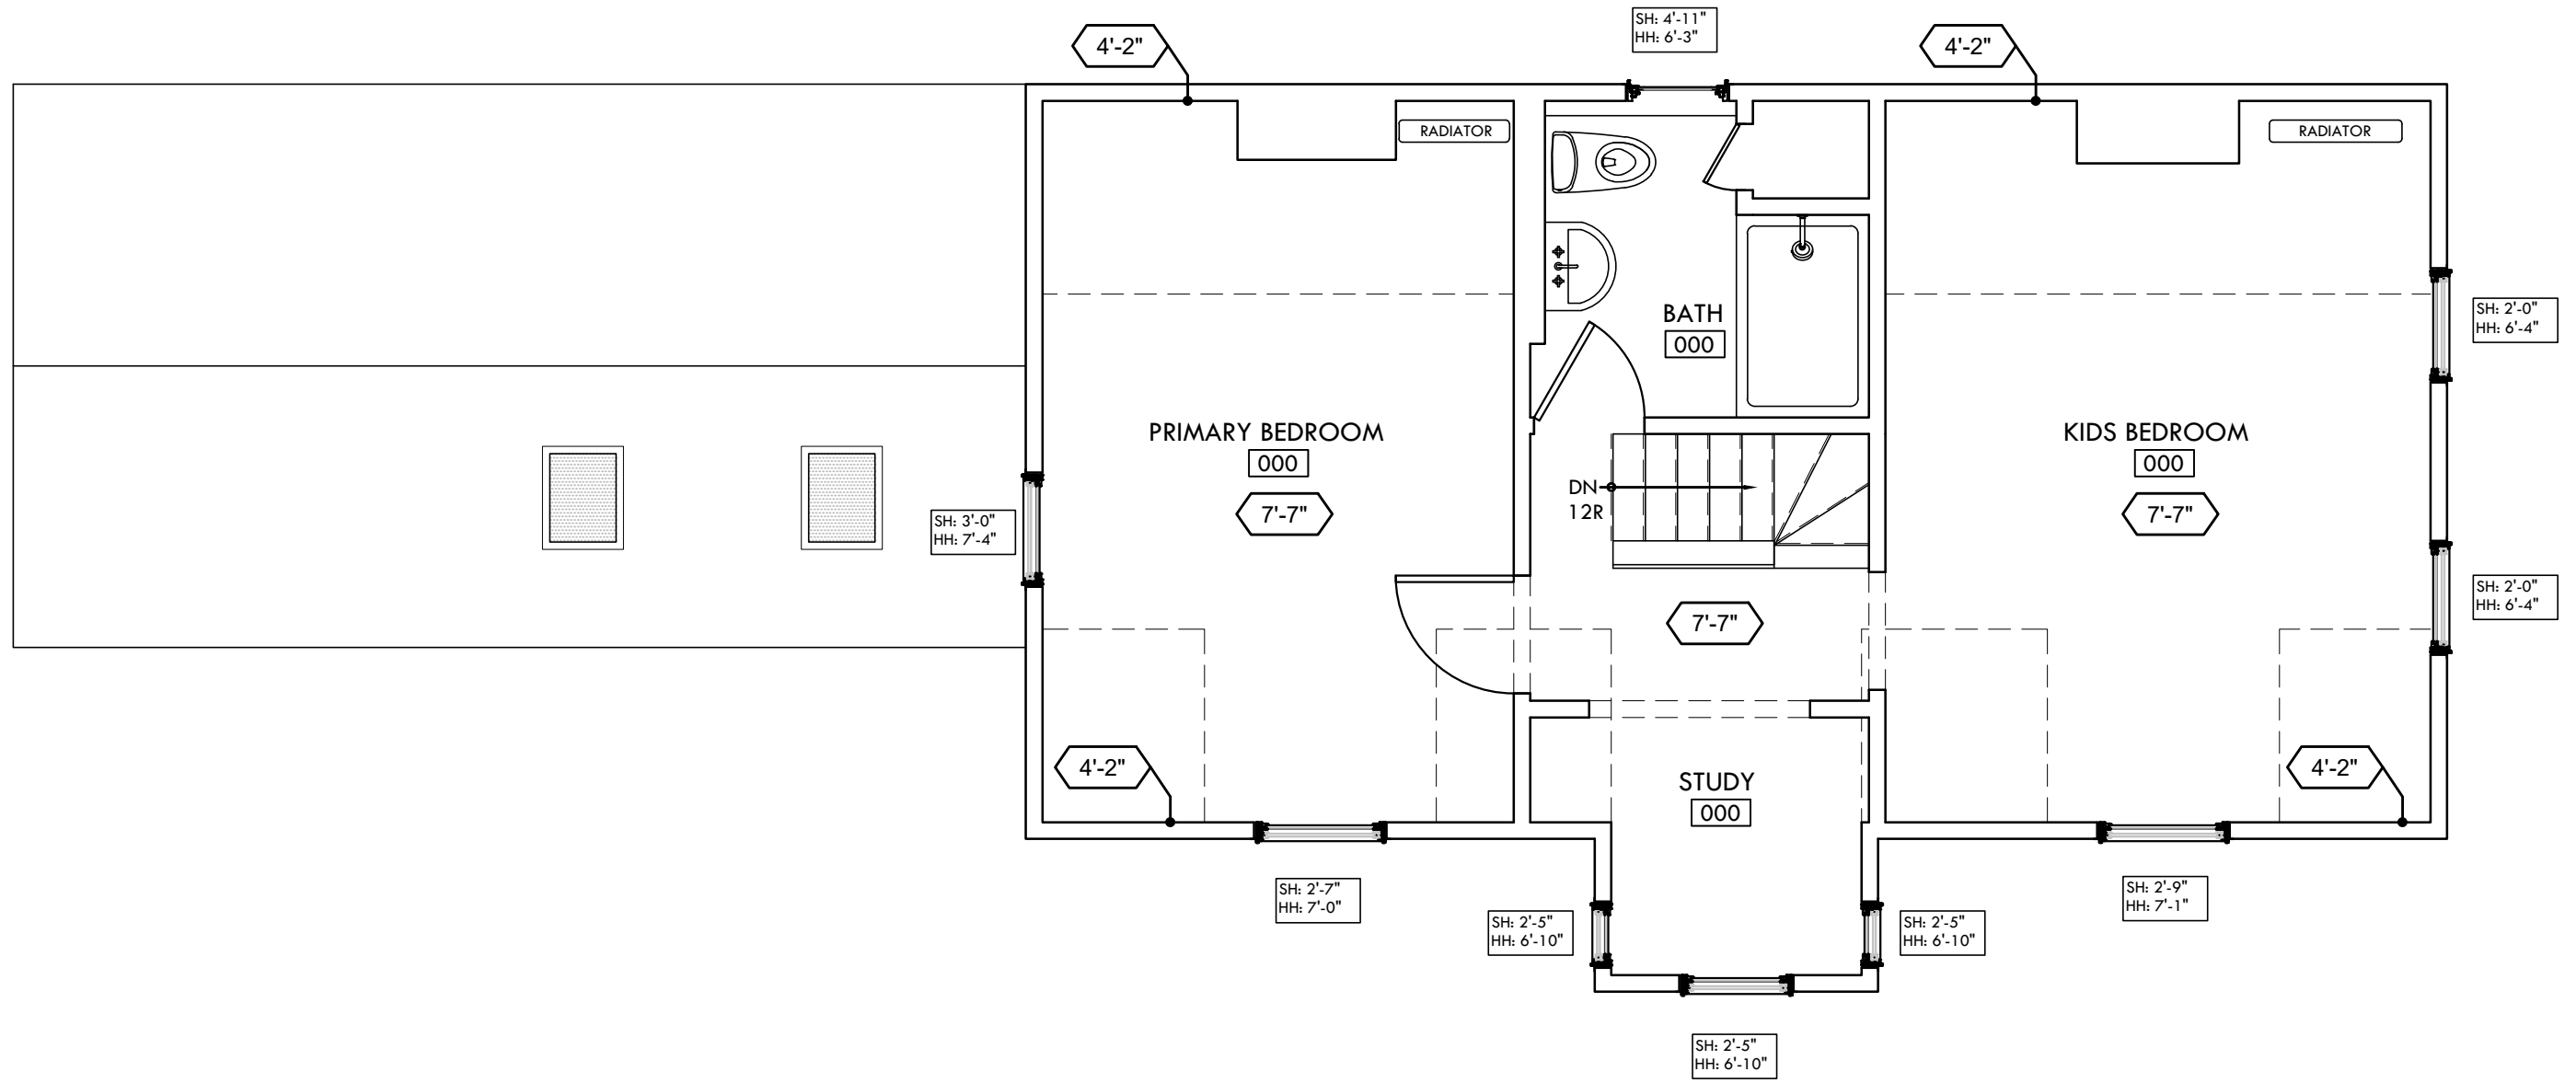 SH: 4'-11"
HH: 6'-3"
4'-2"
4'-2"
RADIATOR
RADIATOR
BATH
000
SH: 2'-0"
HH: 6'-4"
PRIMARY BEDROOM
000
7'-7"
KIDS BEDROOM
000
7'-7"
DN
12R
SH: 3'-0"
HH: 7'-4"
SH: 2'-0"
HH: 6'-4"
7'-7"
4'-2"
4'-2"
STUDY
000
SH: 2'-7"
HH: 7'-0"
SH: 2'-9"
HH: 7'-1"
SH: 2'-5"
HH: 6'-10"
SH: 2'-5"
HH: 6'-10"
SH: 2'-5"
HH: 6'-10"